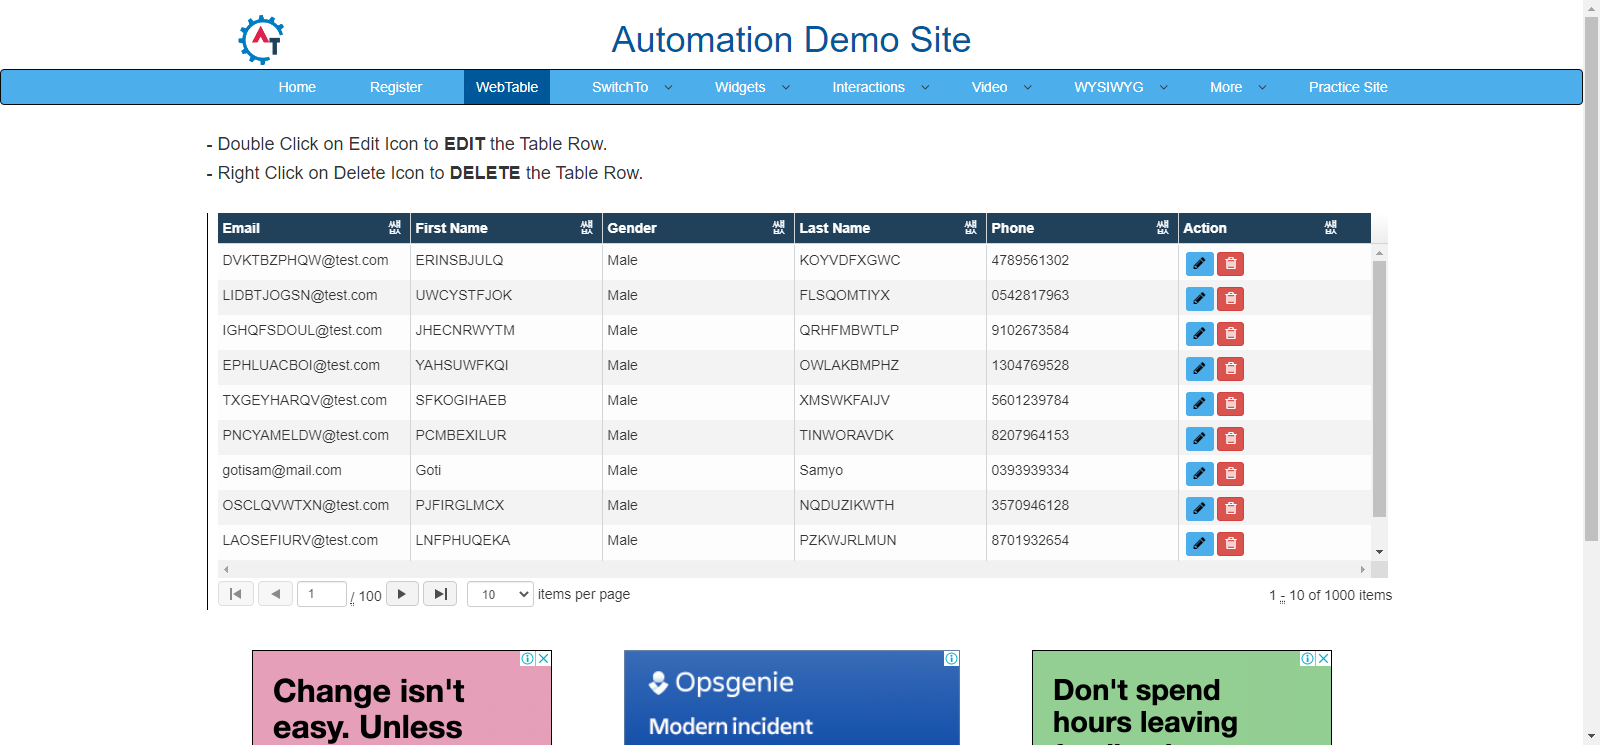 AT
Automation Demo Site
Home Register WebTable SwitchTo Widgets Interactions Video WYSIWYG More Practice Site
- Double Click on Edit Icon to EDIT the Table Row.
- Right Click on Delete Icon to DELETE the Table Row.
Email First Name Gender Last Name Phone Action
DVKTBZPHQW@test.com ERINSBJULQ Male KOYVDFXGWC 4789561302
LIDBTJOGSN@test.com UWCYSTFJOK Male FLSQOMTIYX 0542817963
IGHQFSDOUL@test.com JHECNRWYTM Male QRHFMBWTLP 9102673584
EPHLUACBOI@test.com YAHSUWFKQI Male OWLAKBMPHZ 1304769528
TXGEYHARQV@test.com SFKOGIHAEB Male XMSWKFAIJV 5601239784
PNCYAMELDW@test.com PCMBEXILUR Male TINWORAVDK 8207964153
gotisam@mail.com Goti Male Samyo 0393939334
OSCLQVWTXN@test.com PJFIRGLMCX Male NQDUZIKWTH 3570946128
LAOSEFIURV@test.com LNFPHUQEKA Male PZKWJRLMUN 8701932654
1 / 100 10 items per page 1 - 10 of 1000 items
Change isn't
easy. Unless
Opsgenie
Modern incident
Don't spend
hours leaving